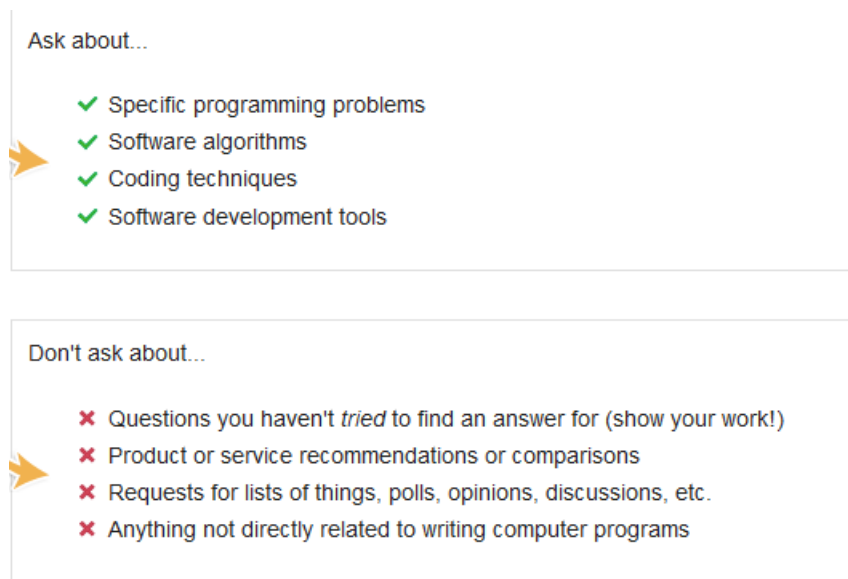 Ask about...
Specific programming problems
Software algorithms
Coding techniques
Software development tools
Don't ask about...
Questions you haven't tried to find an answer for (show your work!)
Product or service recommendations or comparisons
Requests for lists of things, polls, opinions, discussions, etc.
Anything not directly related to writing computer programs